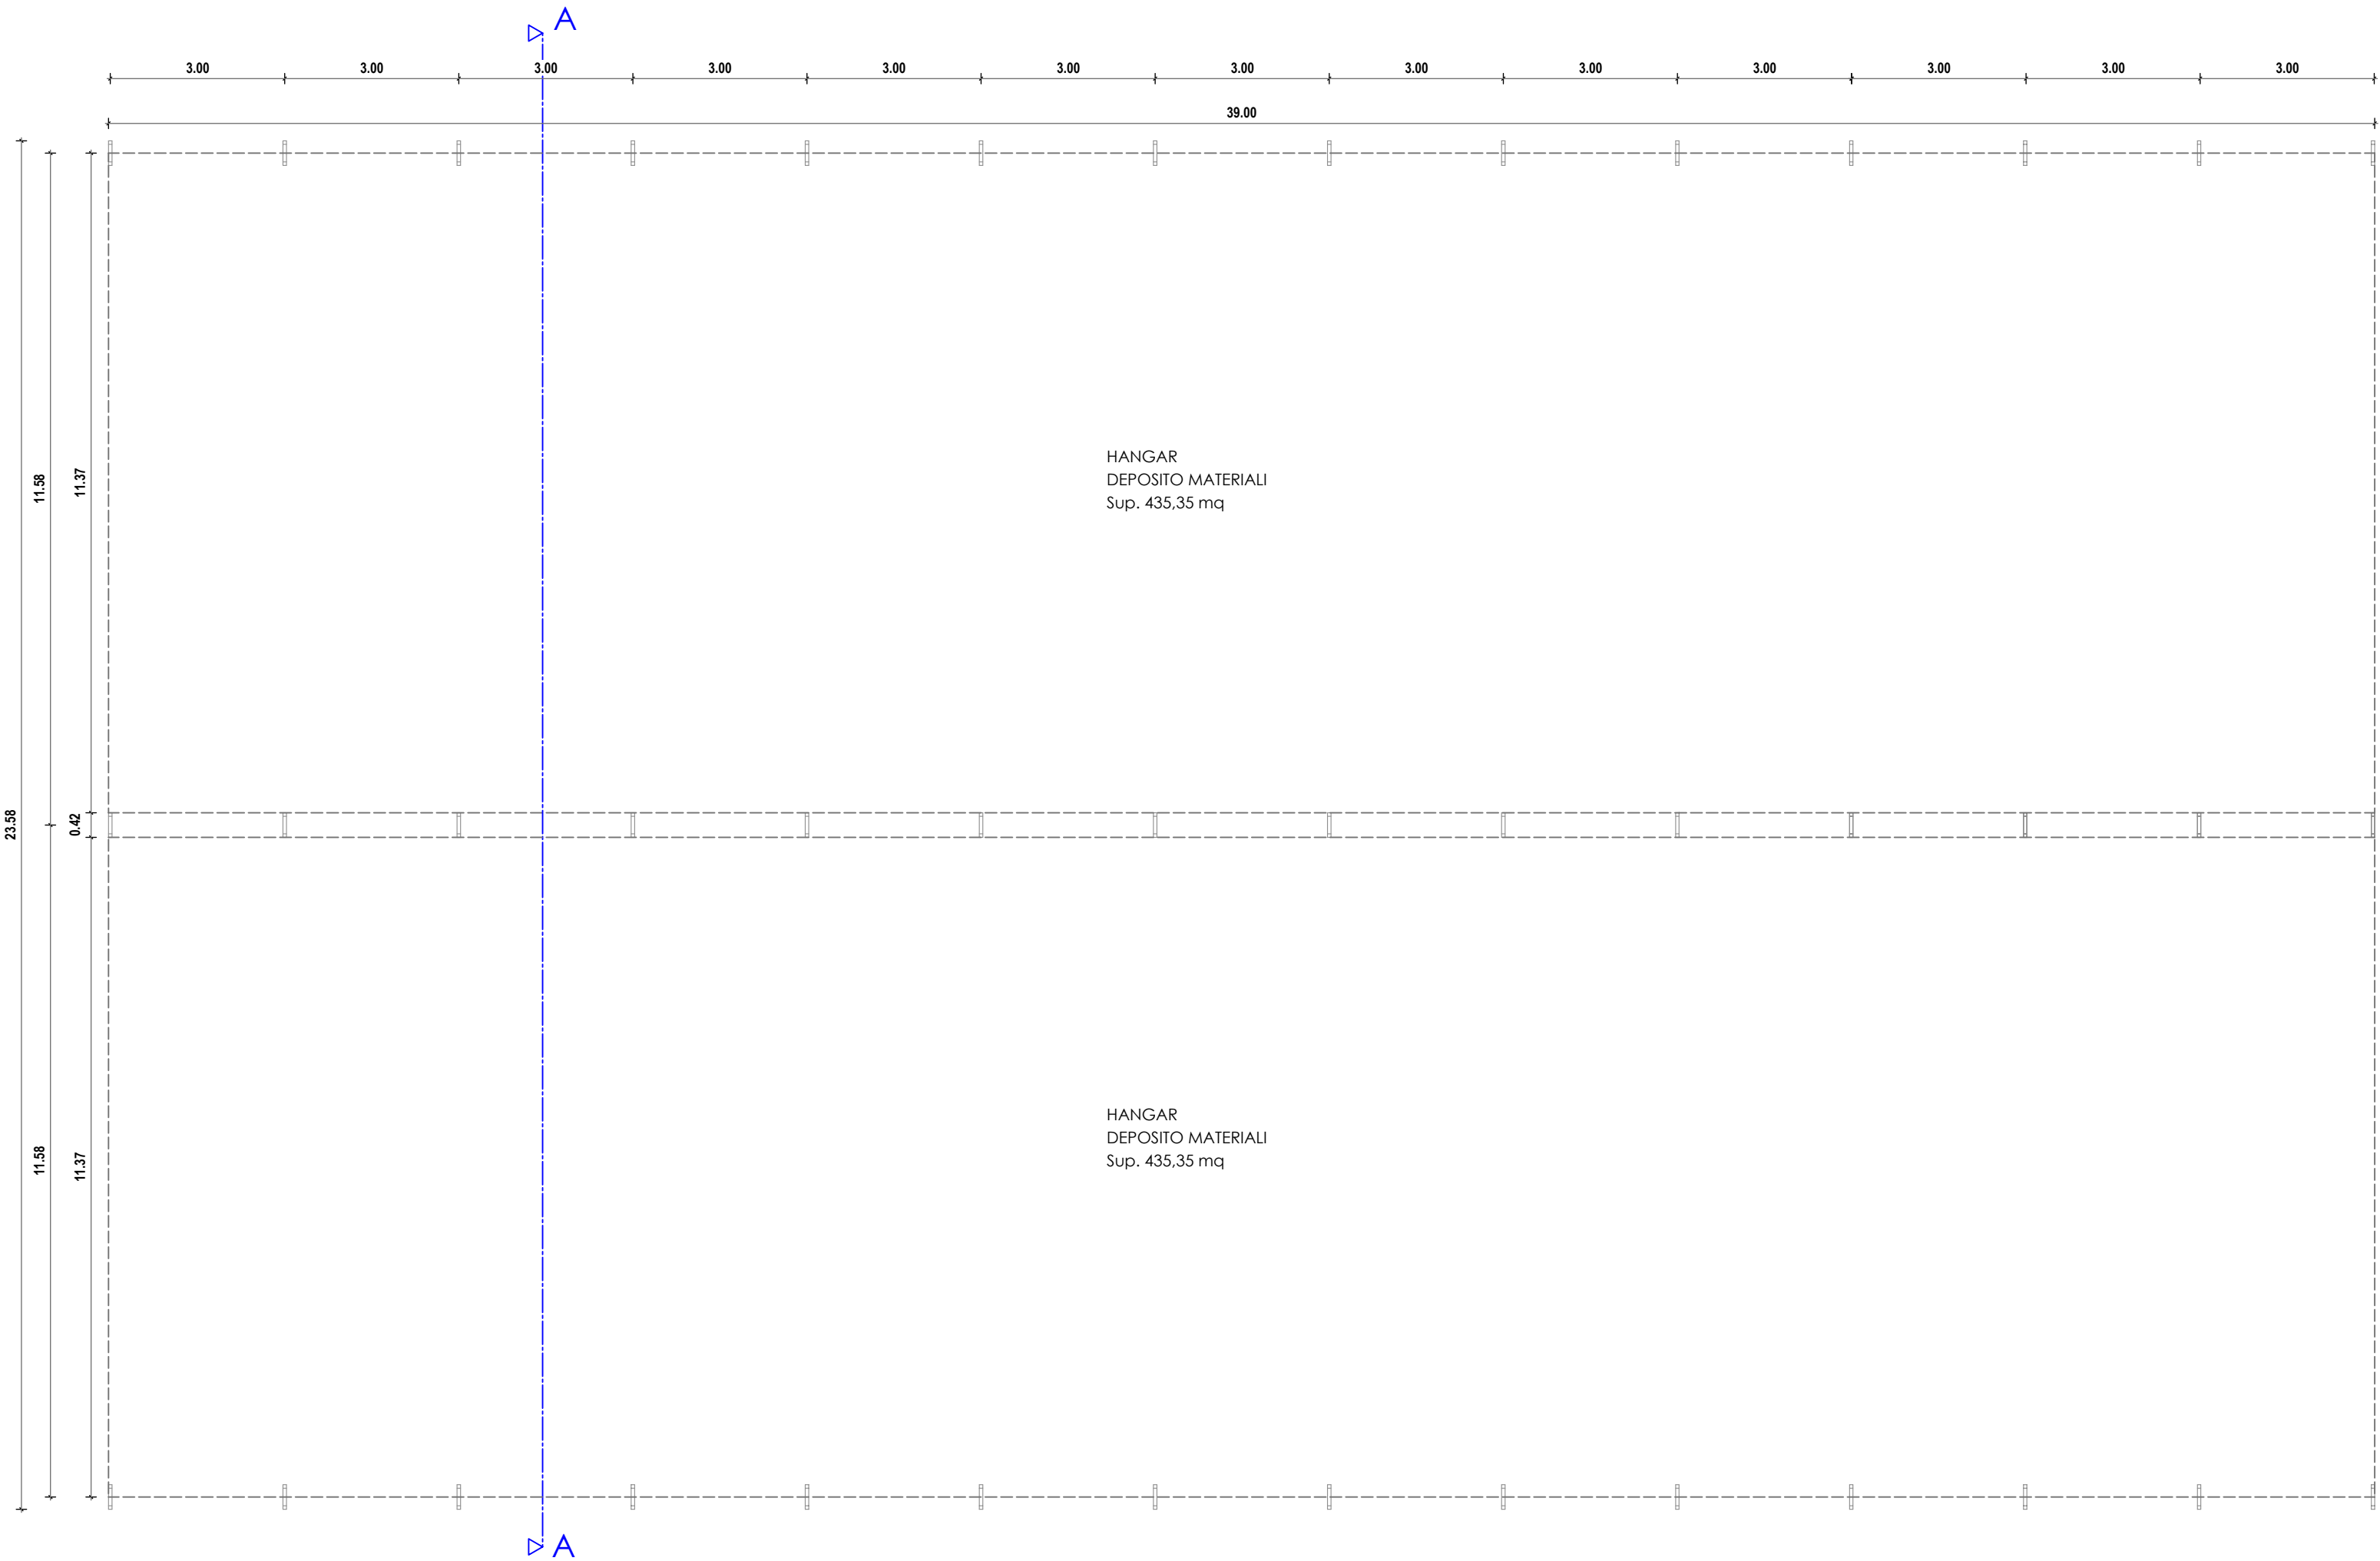 A
3.00 3.00 3.00 3.00 3.00 3.00 3.00 3.00 3.00 3.00 3.00 3.00 3.00
39.00
11.58
11.37
HANGAR
DEPOSITO MATERIALI
Sup. 435,35 mq
23.58
0.42
11.58
11.37
HANGAR
DEPOSITO MATERIALI
Sup. 435,35 mq
A